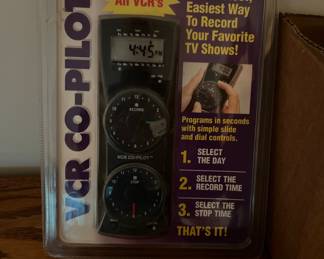 All VCR's
Easiest Way
To Record
Your Favorite
TV Shows!
VCR CO-PILOT
4:45 PM
RECORD
VCR CO-PILOT
STOP
Programs in seconds
with simple slide
and dial controls.
1. SELECT
THE DAY
2. SELECT THE
RECORD TIME
3. SELECT THE
STOP TIME
THAT'S IT!